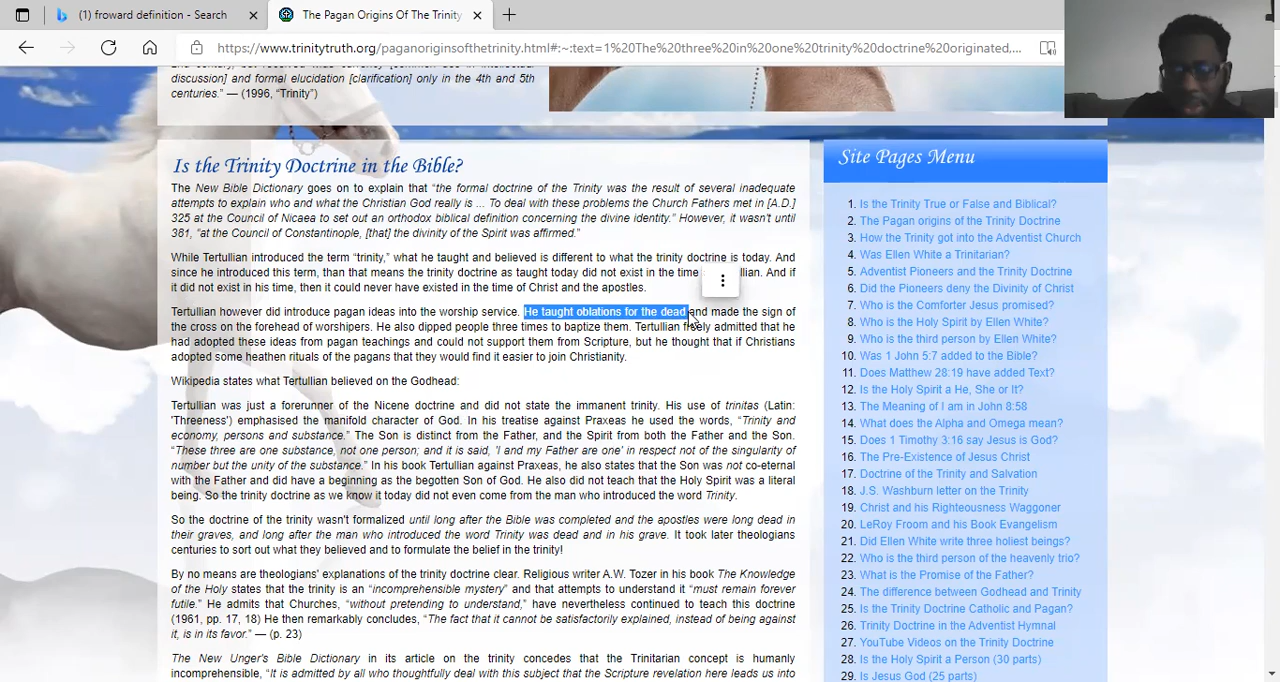 (1) froward definition - Search
The Pagan Origins Of The Trinity
https://www.trinitytruth.org/paganoriginsofthetrinity.html#:~:text=1%20The%20three%20in%20one%20trinity%20doctrine%20originated,...
discussion] and formal elucidation [clarification] only in the 4th and 5th
centuries." — (1996, "Trinity")
Is the Trinity Doctrine in the Bible?
The New Bible Dictionary goes on to explain that "the formal doctrine of the Trinity was the result of several inadequate
attempts to explain who and what the Christian God really is ... To deal with these problems the Church Fathers met in [A.D.]
325 at the Council of Nicaea to set out an orthodox biblical definition concerning the divine identity." However, it wasn't until
381, "at the Council of Constantinople, [that] the divinity of the Spirit was affirmed."
While Tertullian introduced the term "trinity," what he taught and believed is different to what the trinity doctrine is today. And
since he introduced this term, than that means the trinity doctrine as taught today did not exist in the time llian. And if
it did not exist in his time, then it could never have existed in the time of Christ and the apostles.
Tertullian however did introduce pagan ideas into the worship service. He taught oblations for the dead and made the sign of
the cross on the forehead of worshipers. He also dipped people three times to baptize them. Tertullian freely admitted that he
had adopted these ideas from pagan teachings and could not support them from Scripture, but he thought that if Christians
adopted some heathen rituals of the pagans that they would find it easier to join Christianity.
Wikipedia states what Tertullian believed on the Godhead:
Tertullian was just a forerunner of the Nicene doctrine and did not state the immanent trinity. His use of trinitas (Latin:
'Threeness') emphasised the manifold character of God. In his treatise against Praxeas he used the words, "Trinity and
economy, persons and substance." The Son is distinct from the Father, and the Spirit from both the Father and the Son.
"These three are one substance, not one person; and it is said, 'I and my Father are one' in respect not of the singularity of
number but the unity of the substance." In his book Tertullian against Praxeas, he also states that the Son was not co-eternal
with the Father and did have a beginning as the begotten Son of God. He also did not teach that the Holy Spirit was a literal
being. So the trinity doctrine as we know it today did not even come from the man who introduced the word Trinity.
So the doctrine of the trinity wasn't formalized until long after the Bible was completed and the apostles were long dead in
their graves, and long after the man who introduced the word Trinity was dead and in his grave. It took later theologians
centuries to sort out what they believed and to formulate the belief in the trinity!
By no means are theologians' explanations of the trinity doctrine clear. Religious writer A.W. Tozer in his book The Knowledge
of the Holy states that the trinity is an "incomprehensible mystery" and that attempts to understand it "must remain forever
futile." He admits that Churches, "without pretending to understand," have nevertheless continued to teach this doctrine
(1961, pp. 17, 18) He then remarkably concludes, "The fact that it cannot be satisfactorily explained, instead of being against
it, is in its favor." — (p. 23)
The New Unger's Bible Dictionary in its article on the trinity concedes that the Trinitarian concept is humanly
incomprehensible, "It is admitted by all who thoughtfully deal with this subject that the Scripture revelation here leads us into
Site Pages Menu
1. Is the Trinity True or False and Biblical?
2. The Pagan origins of the Trinity Doctrine
3. How the Trinity got into the Adventist Church
4. Was Ellen White a Trinitarian?
5. Adventist Pioneers and the Trinity Doctrine
6. Did the Pioneers deny the Divinity of Christ
7. Who is the Comforter Jesus promised?
8. Who is the Holy Spirit by Ellen White?
9. Who is the third person by Ellen White?
10. Was 1 John 5:7 added to the Bible?
11. Does Matthew 28:19 have added Text?
12. Is the Holy Spirit a He, She or It?
13. The Meaning of I am in John 8:58
14. What does the Alpha and Omega mean?
15. Does 1 Timothy 3:16 say Jesus is God?
16. The Pre-Existence of Jesus Christ
17. Doctrine of the Trinity and Salvation
18. J.S. Washburn letter on the Trinity
19. Christ and his Righteousness Waggoner
20. LeRoy Froom and his Book Evangelism
21. Did Ellen White write three holiest beings?
22. Who is the third person of the heavenly trio?
23. What is the Promise of the Father?
24. The difference between Godhead and Trinity
25. Is the Trinity Doctrine Catholic and Pagan?
26. Trinity Doctrine in the Adventist Hymnal
27. YouTube Videos on the Trinity Doctrine
28. Is the Holy Spirit a Person (30 parts)
29. Is Jesus God (25 parts)